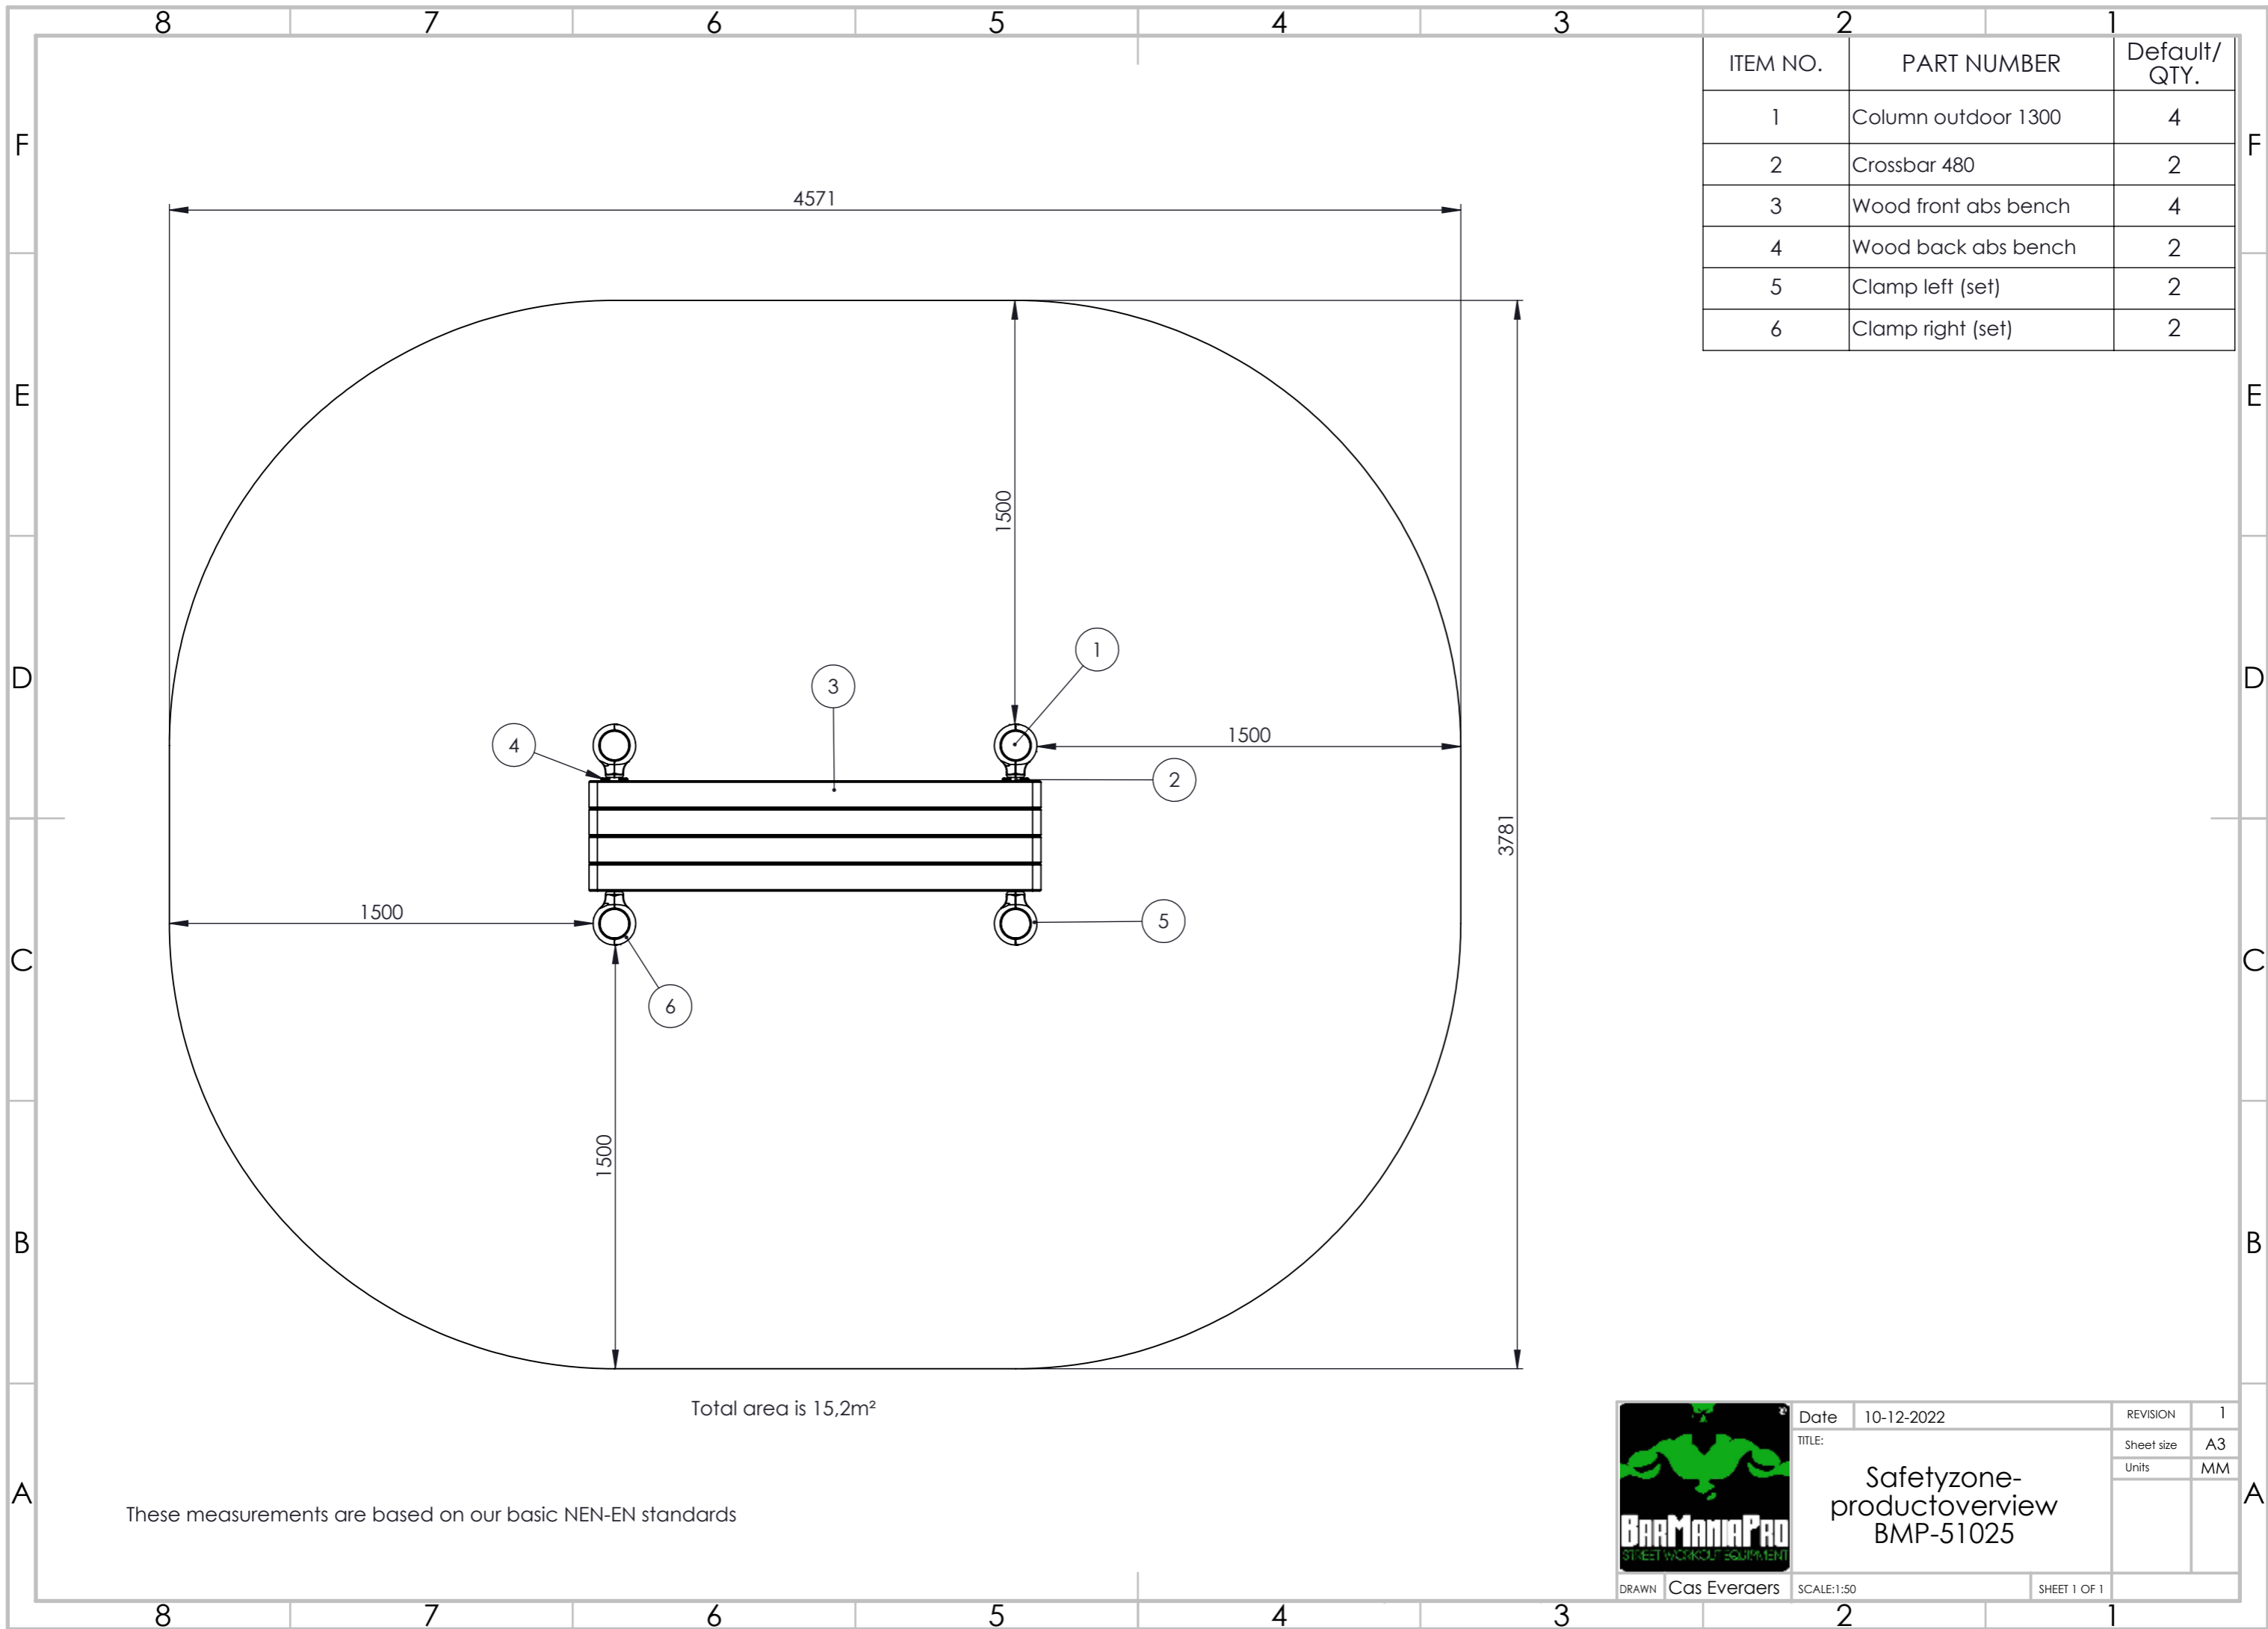 8 7 6 5 4 3 2 1
F F
E E
D D
C C
B B
A A
ITEM NO. PART NUMBER Default/ QTY.
1 Column outdoor 1300 4
2 Crossbar 480 2
3 Wood front abs bench 4
4 Wood back abs bench 2
5 Clamp left (set) 2
6 Clamp right (set) 2
4571
1500
1
3
4
1500
2
3781
1500
5
6
1500
Total area is 15,2m²
These measurements are based on our basic NEN-EN standards
BARMANIAPRO
STREET WORKOUT EQUIPMENT
Date 10-12-2022
REVISION 1
TITLE:
Safetyzone-
productoverview
BMP-51025
Sheet size A3
Units MM
DRAWN Cas Everaers SCALE:1:50 SHEET 1 OF 1
8 7 6 5 4 3 2 1